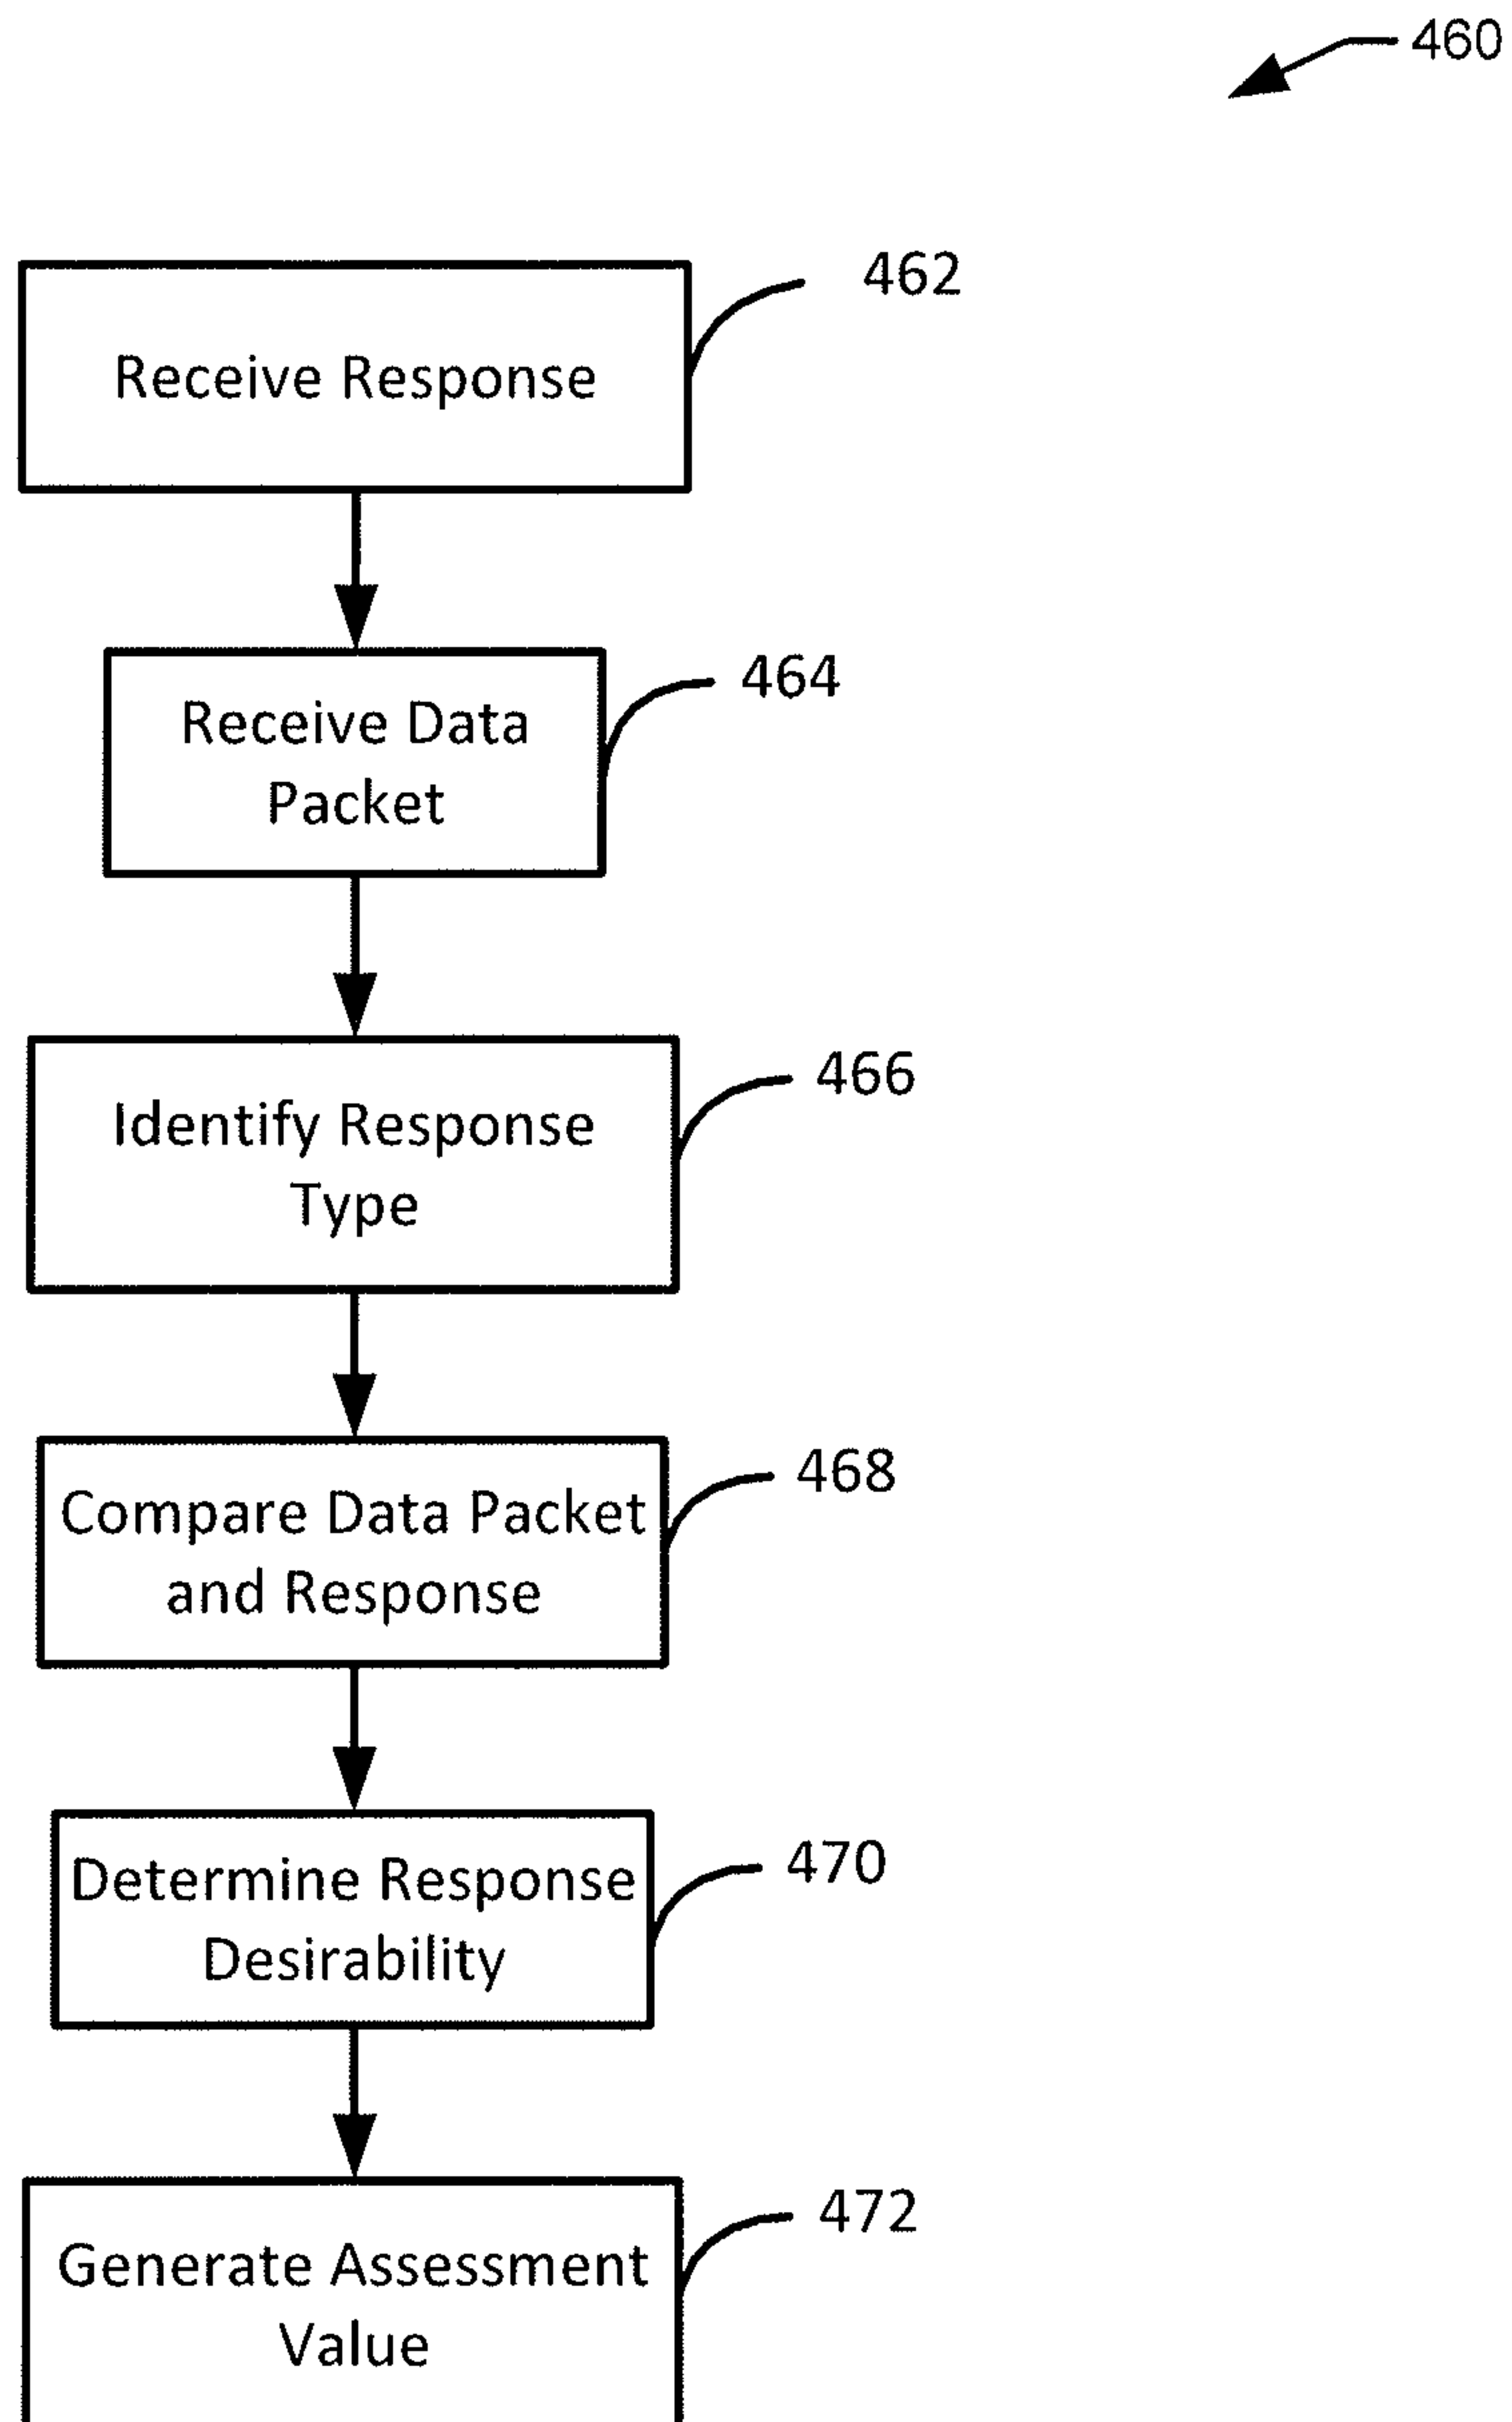 460
462
Receive Response
464
Receive Data
Packet
466
Identify Response
Type
468
Compare Data Packet
and Response
470
Determine Response
Desirability
472
Generate Assessment
Value